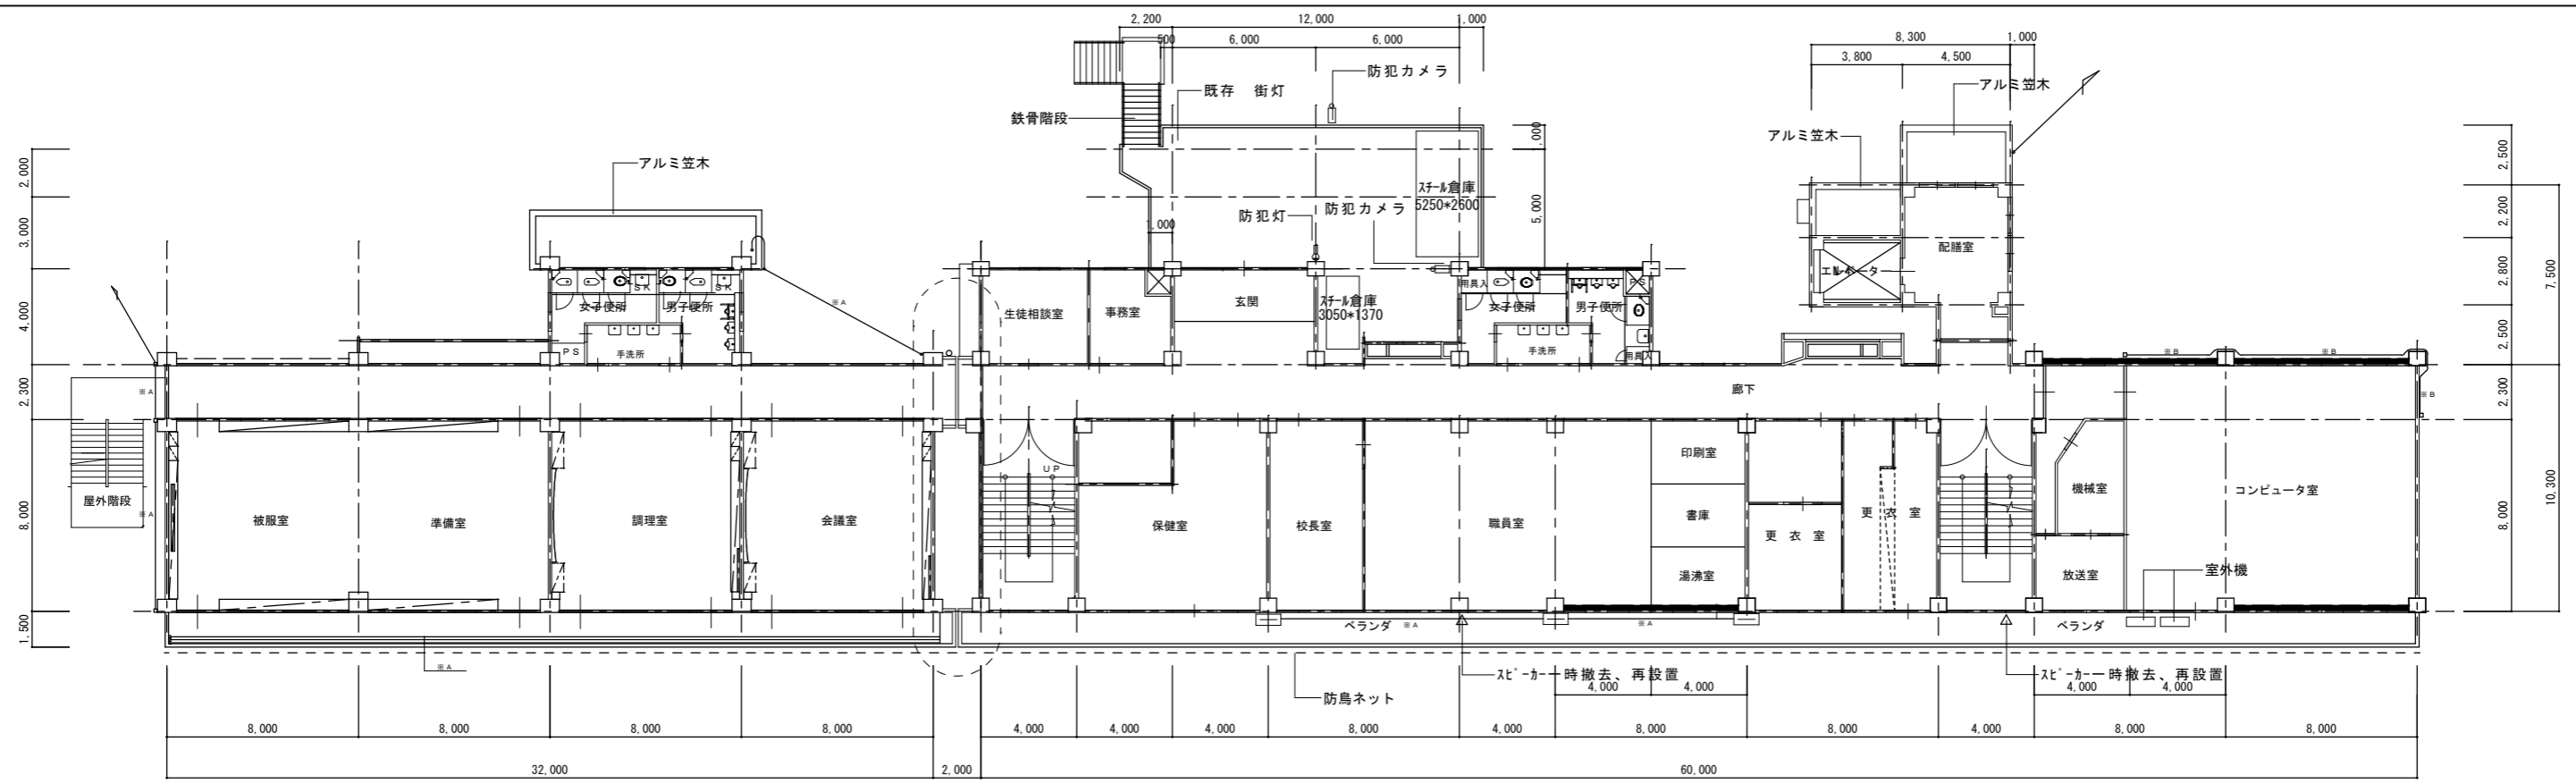 2,200
12,000
1,000
500
6,000
6,000
8,300
1,000
3,800
4,500
防犯カメラ
既存 街灯
鉄骨階段
アルミ笠木
アルミ笠木
アルミ笠木
2,000
3,000
4,000
2,300
8,000
1,500
1,000
5,000
1,000
2,500
2,200
2,800
2,500
2,300
8,000
7,500
10,300
スチール倉庫
5250*2600
防犯灯
防犯カメラ
配膳室
エレベーター
SK
SK
女子便所
男子便所
PS
手洗所
※A
生徒相談室
事務室
玄関
スチール倉庫
3050*1370
用具入
女子便所
男子便所
PS
手洗所
用具入
※B
※B
※A
廊下
※B
UP
屋外階段
※A
被服室
準備室
調理室
会議室
保健室
校長室
職員室
印刷室
書庫
湯沸室
更 衣 室
更 衣 室
機械室
放送室
コンピュータ室
室外機
ベランダ
※A
※A
ベランダ
※A
スピーカー一時撤去、再設置
スピーカー一時撤去、再設置
防鳥ネット
4,000
4,000
4,000
4,000
8,000
8,000
8,000
8,000
4,000
4,000
4,000
8,000
4,000
8,000
8,000
4,000
8,000
8,000
32,000
2,000
60,000